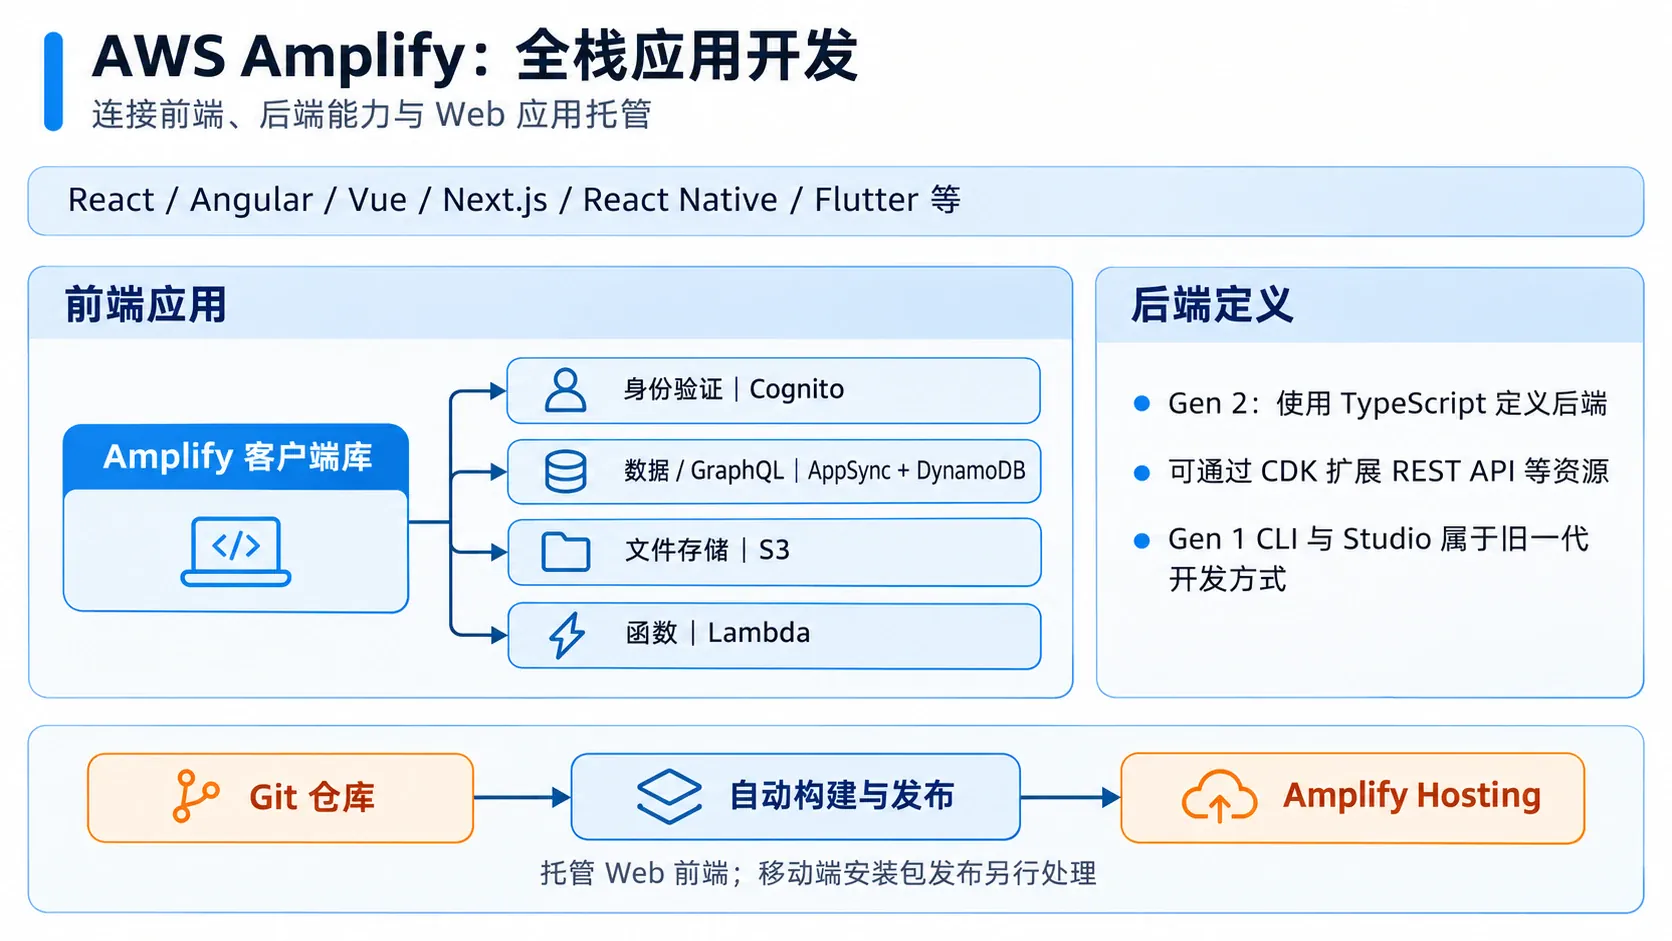 AWS Amplify：全栈应用开发
连接前端、后端能力与 Web 应用托管
React / Angular / Vue / Next.js / React Native / Flutter 等
前端应用
Amplify 客户端库
</>
身份验证｜Cognito
数据 / GraphQL｜AppSync + DynamoDB
文件存储｜S3
函数｜Lambda
后端定义
Gen 2：使用 TypeScript 定义后端
可通过 CDK 扩展 REST API 等资源
Gen 1 CLI 与 Studio 属于旧一代
开发方式
Git 仓库
自动构建与发布
Amplify Hosting
托管 Web 前端；移动端安装包发布另行处理